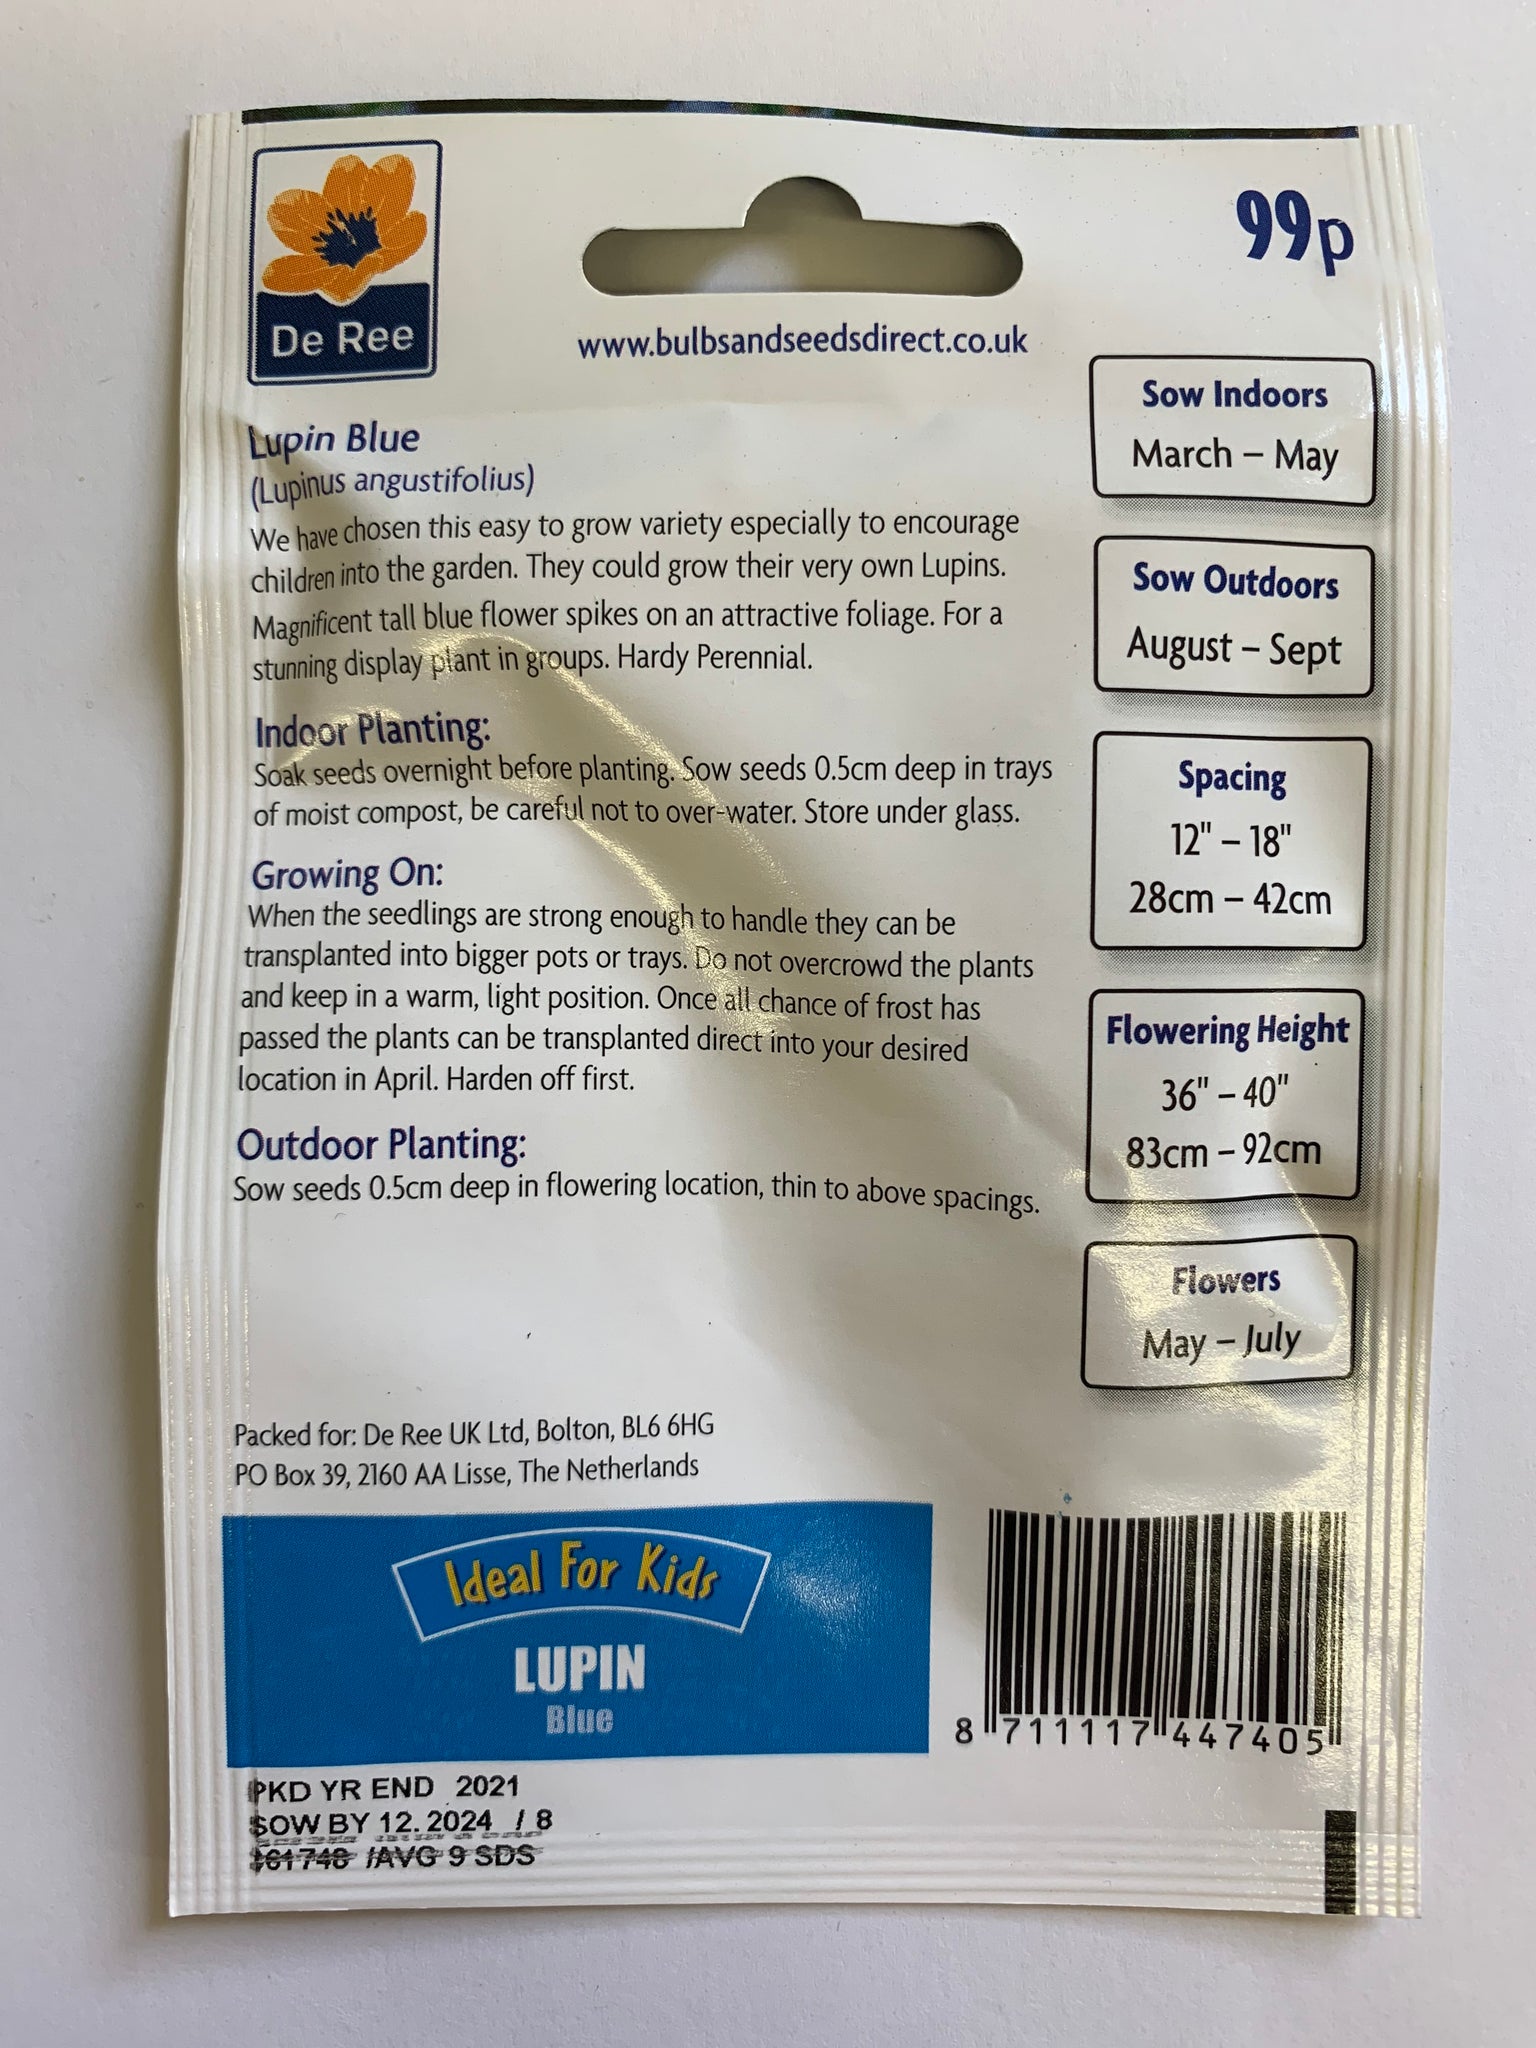 De Ree
99p
www.bulbsandseedsdirect.co.uk
Lupin Blue
(Lupinus angustifolius)
We have chosen this easy to grow variety especially to encourage
children into the garden. They could grow their very own Lupins.
Magnificent tall blue flower spikes on an attractive foliage. For a
stunning display plant in groups. Hardy Perennial.
Indoor Planting:
Soak seeds overnight before planting. Sow seeds 0.5cm deep in trays
of moist compost, be careful not to over-water. Store under glass.
Growing On:
When the seedlings are strong enough to handle they can be
transplanted into bigger pots or trays. Do not overcrowd the plants
and keep in a warm, light position. Once all chance of frost has
passed the plants can be transplanted direct into your desired
location in April. Harden off first.
Outdoor Planting:
Sow seeds 0.5cm deep in flowering location, thin to above spacings.
Sow Indoors
March – May
Sow Outdoors
August – Sept
Spacing
12" – 18"
28cm – 42cm
Flowering Height
36" – 40"
83cm – 92cm
Flowers
May – July
Packed for: De Ree UK Ltd, Bolton, BL6 6HG
PO Box 39, 2160 AA Lisse, The Netherlands
Ideal For Kids
LUPIN
Blue
8 711117 447405
PKD YR END 2021
SOW BY 12.2024 / 8
/AVG 9 SDS